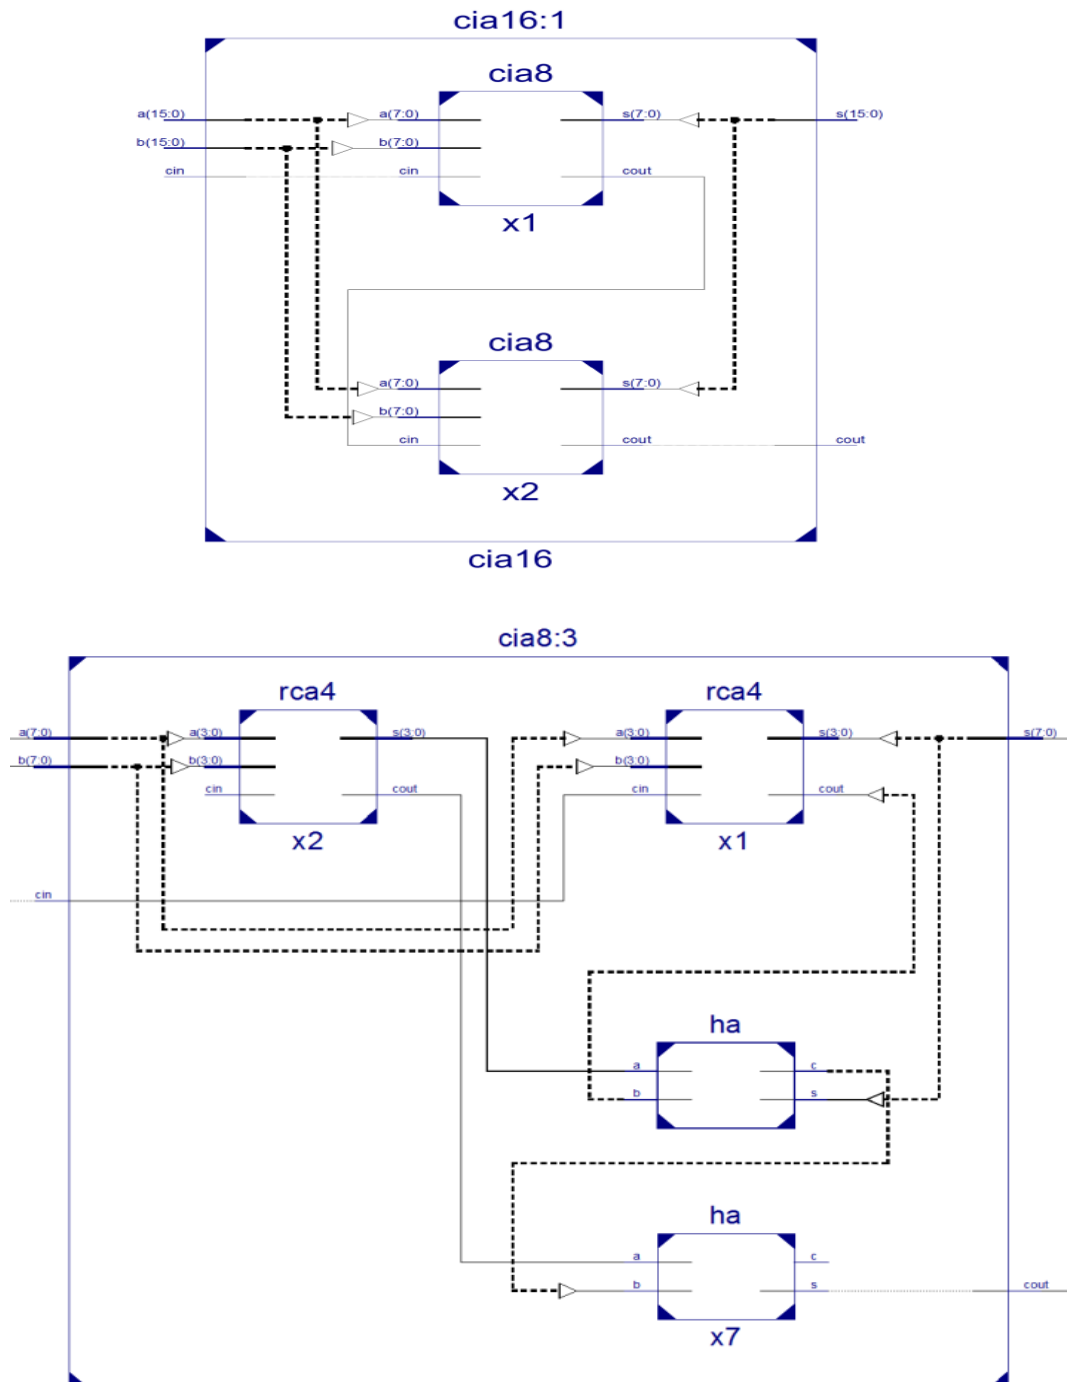 cia16:1
cia8
a(15:0) a(7:0) s(7:0) s(15:0)
b(15:0) b(7:0)
cin cin cout
x1
cia8
a(7:0) s(7:0)
b(7:0)
cin cout cout
x2
cia16
cia8:3
rca4 rca4
a(7:0) a(3:0) s(3:0) a(3:0) s(3:0) s(7:0)
b(7:0) b(3:0) b(3:0)
cin cout cin cout
x2 x1
cin
ha
a c
b s
ha
a c
b s cout
x7